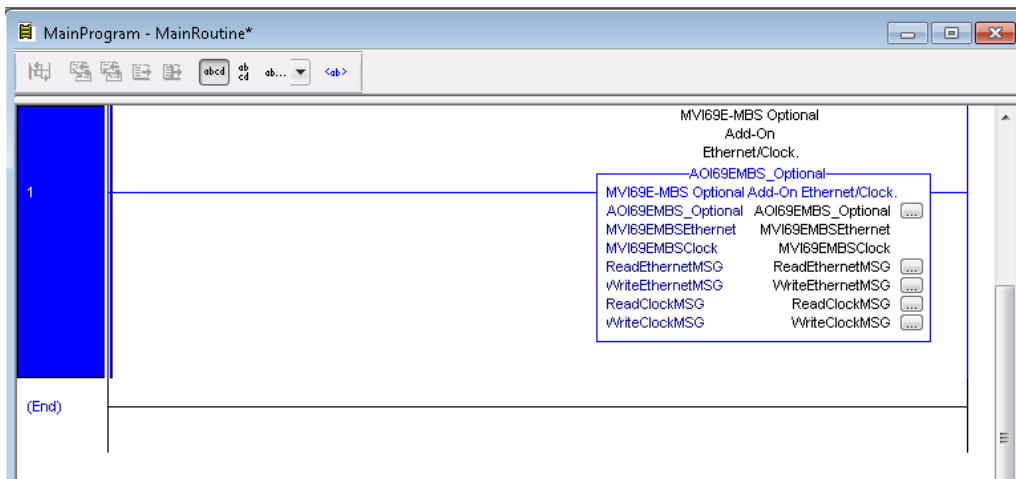 MainProgram - MainRoutine*
abcd ab cd ab... <ab>
MVI69E-MBS Optional
Add-On
Ethernet/Clock.
AOI69EMBS_Optional
1
MVI69E-MBS Optional Add-On Ethernet/Clock.
AOI69EMBS_Optional AOI69EMBS_Optional ...
MVI69EMBSEthernet MVI69EMBSEthernet
MVI69EMBSClock MVI69EMBSClock
ReadEthernetMSG ReadEthernetMSG ...
WriteEthernetMSG WriteEthernetMSG ...
ReadClockMSG ReadClockMSG ...
WriteClockMSG WriteClockMSG ...
(End)